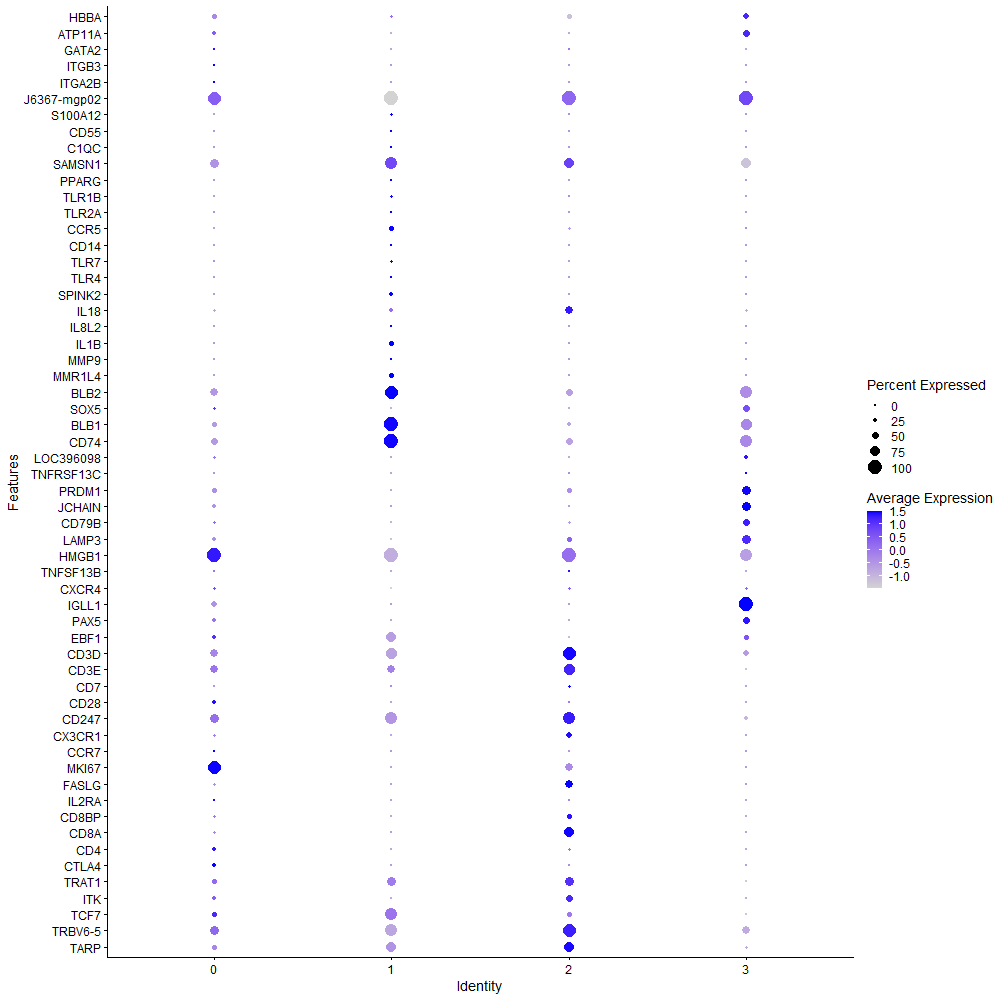 HBBA
ATP11A
GATA2
ITGB3
ITGA2B
J6367-mgp02
S100A12
CD55
C1QC
SAMSN1
PPARG
TLR1B
TLR2A
CCR5
CD14
TLR7
TLR4
SPINK2
IL18
IL8L2
IL1B
MMP9
MMR1L4
BLB2
SOX5
BLB1
CD74
LOC396098
TNFRSF13C
PRDM1
JCHAIN
CD79B
LAMP3
HMGB1
TNFSF13B
CXCR4
IGLL1
PAX5
EBF1
CD3D
CD3E
CD7
CD28
CD247
CX3CR1
CCR7
MKI67
FASLG
IL2RA
CD8BP
CD8A
CD4
CTLA4
TRAT1
ITK
TCF7
TRBV6-5
TARP
Features
0 1 2 3
Identity
Percent Expressed
0
25
50
75
100
Average Expression
1.5
1.0
0.5
0.0
-0.5
-1.0